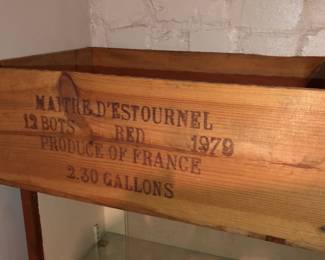 MAITRE D'ESTOURNEL
12 BOTS RED 1979
PRODUCE OF FRANCE
2.30 GALLONS